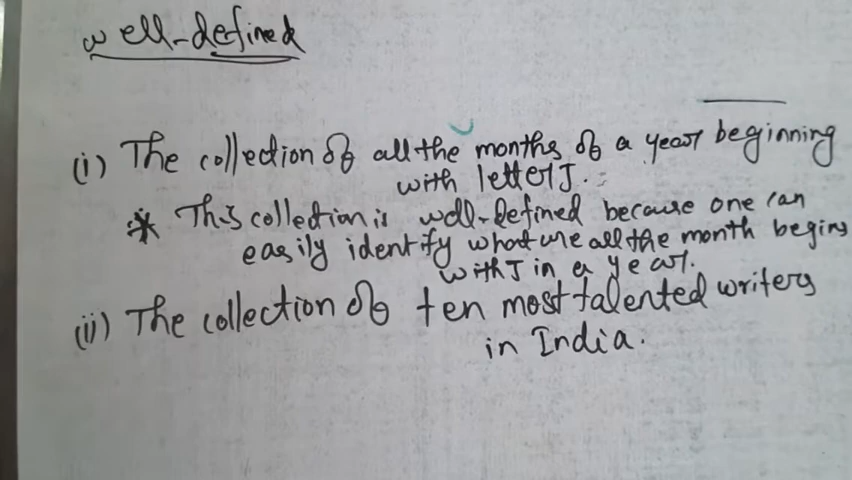 well-defined
(i) The collection of all the months of a year beginning
with letter J.
* This collection is well-defined because one can
easily identify what are all the month begins
with J in a year.
(ii) The collection of ten most talented writers
in India.